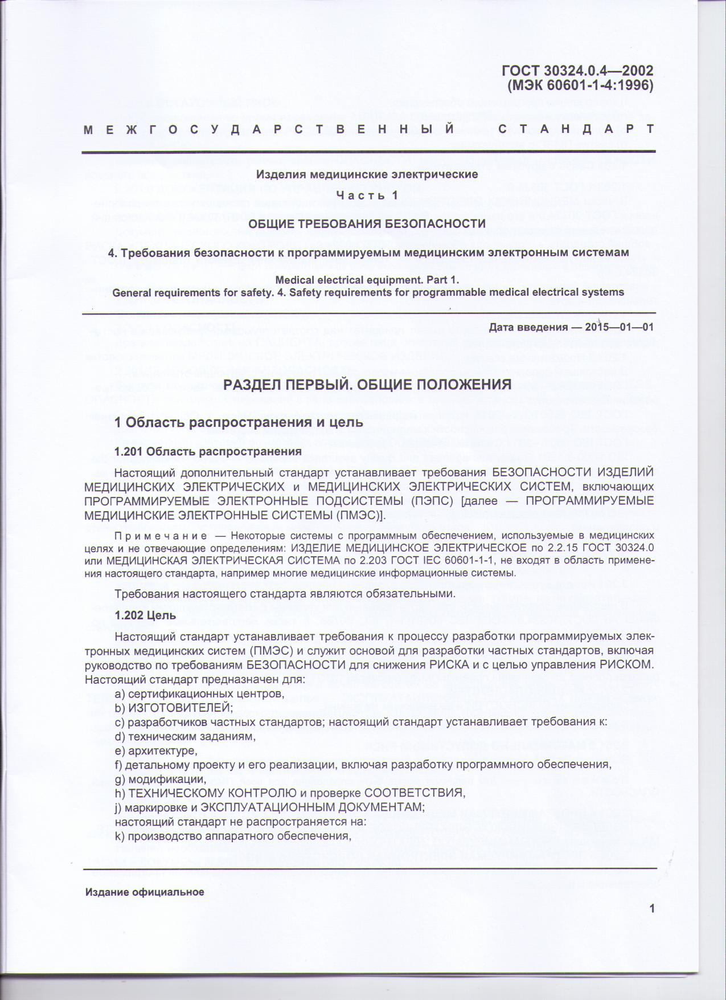 ГОСТ 30324.0.4—2002
(МЭК 60601-1-4:1996)
МЕЖГОСУДАРСТВЕННЫЙ СТАНДАРТ
Изделия медицинские электрические
Часть 1
ОБЩИЕ ТРЕБОВАНИЯ БЕЗОПАСНОСТИ
4. Требования безопасности к программируемым медицинским электронным системам
Medical electrical equipment. Part 1.
General requirements for safety. 4. Safety requirements for programmable medical electrical systems
Дата введения — 2015—01—01
РАЗДЕЛ ПЕРВЫЙ. ОБЩИЕ ПОЛОЖЕНИЯ
1 Область распространения и цель
1.201 Область распространения
Настоящий дополнительный стандарт устанавливает требования БЕЗОПАСНОСТИ ИЗДЕЛИЙ
МЕДИЦИНСКИХ ЭЛЕКТРИЧЕСКИХ и МЕДИЦИНСКИХ ЭЛЕКТРИЧЕСКИХ СИСТЕМ, включающих
ПРОГРАММИРУЕМЫЕ ЭЛЕКТРОННЫЕ ПОДСИСТЕМЫ (ПЭПС) [далее — ПРОГРАММИРУЕМЫЕ
МЕДИЦИНСКИЕ ЭЛЕКТРОННЫЕ СИСТЕМЫ (ПМЭС)].
Примечание — Некоторые системы с программным обеспечением, используемые в медицинских
целях и не отвечающие определениям: ИЗДЕЛИЕ МЕДИЦИНСКОЕ ЭЛЕКТРИЧЕСКОЕ по 2.2.15 ГОСТ 30324.0
или МЕДИЦИНСКАЯ ЭЛЕКТРИЧЕСКАЯ СИСТЕМА по 2.203 ГОСТ IEC 60601-1-1, не входят в область примене-
ния настоящего стандарта, например многие медицинские информационные системы.
Требования настоящего стандарта являются обязательными.
1.202 Цель
Настоящий стандарт устанавливает требования к процессу разработки программируемых элек-
тронных медицинских систем (ПМЭС) и служит основой для разработки частных стандартов, включая
руководство по требованиям БЕЗОПАСНОСТИ для снижения РИСКА и с целью управления РИСКОМ.
Настоящий стандарт предназначен для:
a) сертификационных центров,
b) ИЗГОТОВИТЕЛЕЙ;
c) разработчиков частных стандартов; настоящий стандарт устанавливает требования к:
d) техническим заданиям,
e) архитектуре,
f) детальному проекту и его реализации, включая разработку программного обеспечения,
g) модификации,
h) ТЕХНИЧЕСКОМУ КОНТРОЛЮ и проверке СООТВЕТСТВИЯ,
j) маркировке и ЭКСПЛУАТАЦИОННЫМ ДОКУМЕНТАМ;
настоящий стандарт не распространяется на:
k) производство аппаратного обеспечения,
Издание официальное
1